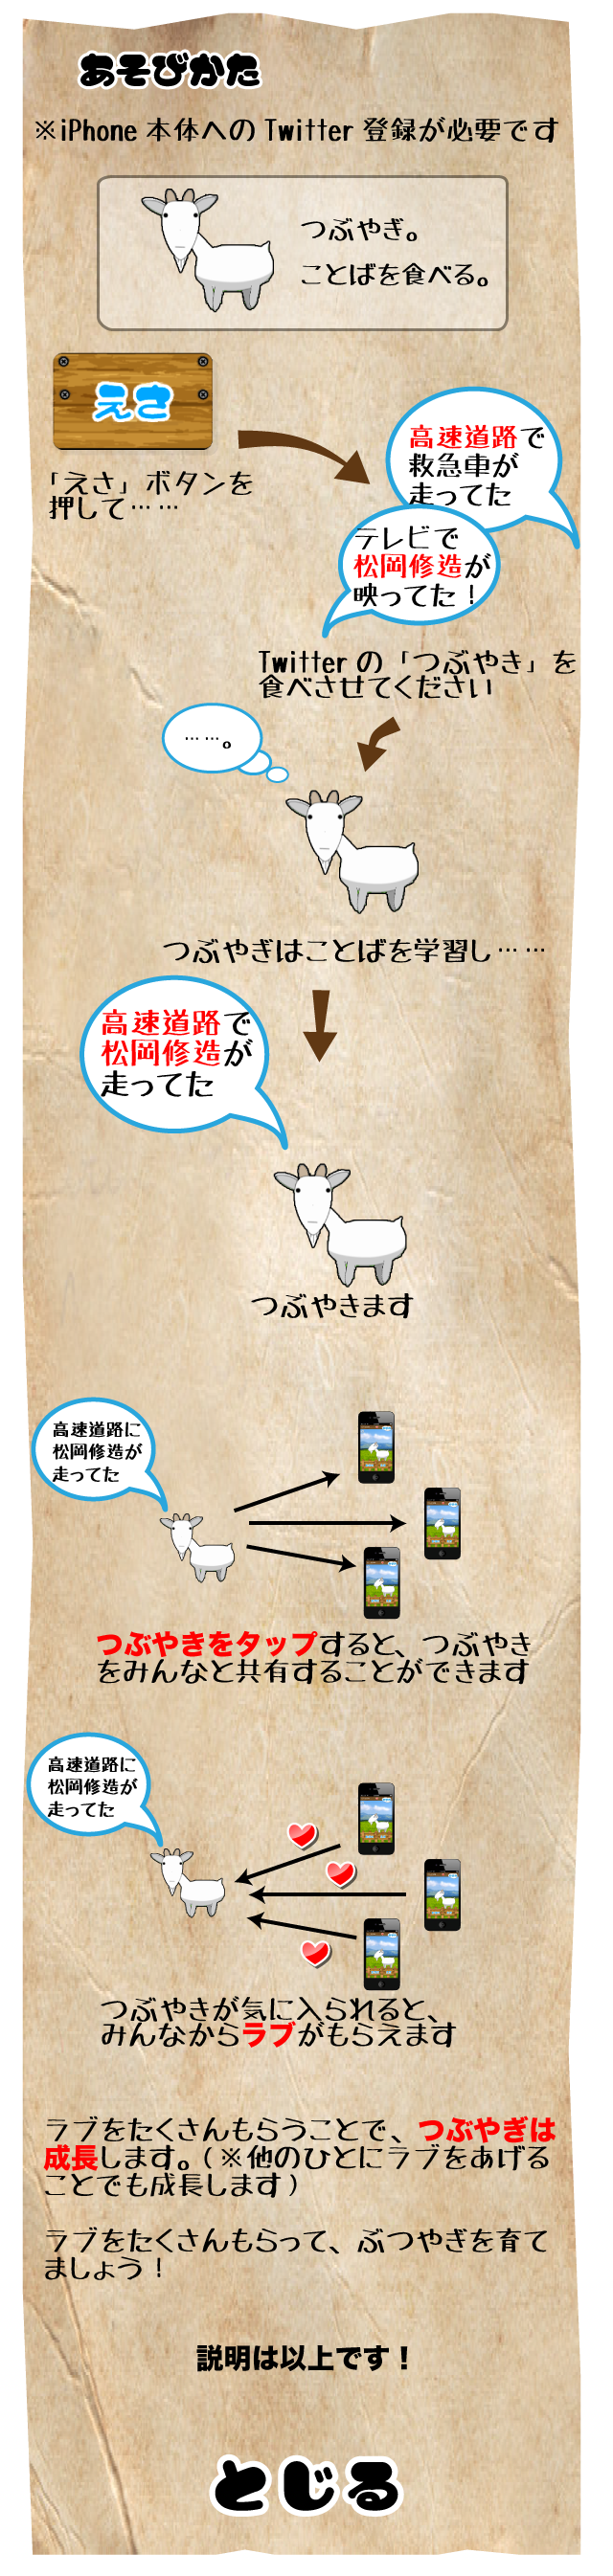 あそびかた
※iPhone 本体への Twitter 登録が必要です
つぶやぎ。
ことばを食べる。
えさ
「えさ」ボタンを
押して……
高速道路で
救急車が
走ってた
テレビで
松岡修造が
映ってた！
Twitter の「つぶやき」を
食べさせてください
……。
つぶやぎはことばを学習し……
高速道路で
松岡修造が
走ってた
つぶやきます
高速道路に
松岡修造が
走ってた
つぶやきをタップすると、つぶやき
をみんなと共有することができます
高速道路に
松岡修造が
走ってた
つぶやきが気に入られると、
みんなからラブがもらえます
ラブをたくさんもらうことで、つぶやぎは
成長します。（※他のひとにラブをあげる
ことでも成長します）
ラブをたくさんもらって、ぶつやぎを育て
ましょう！
説明は以上です！
とじる